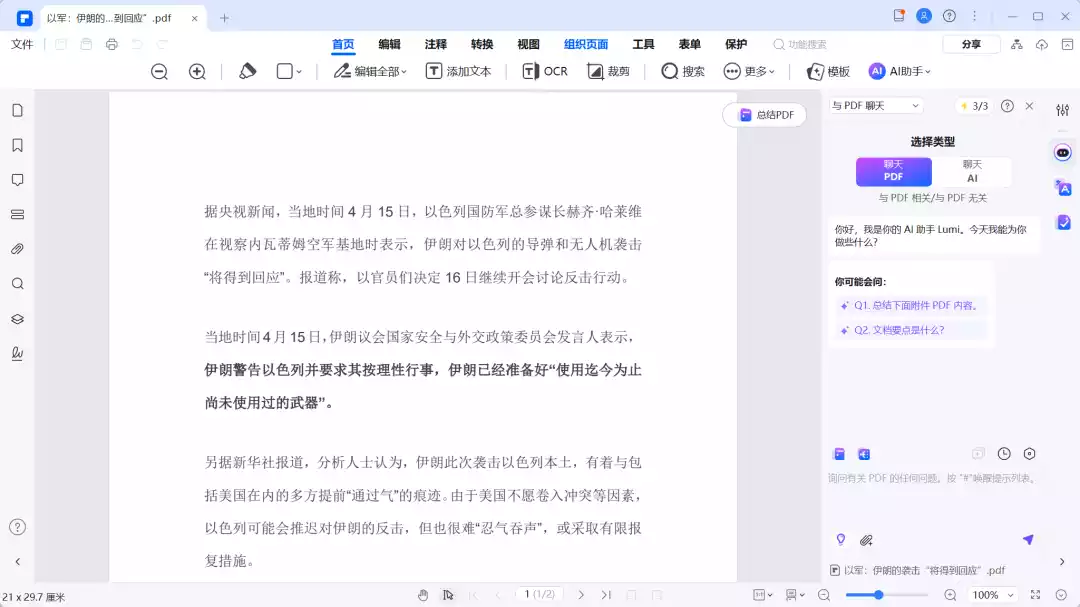 以军：伊朗的...到回应”.pdf
文件
首页 编辑 注释 转换 视图 组织页面 工具 表单 保护 功能搜索 分享
编辑全部 添加文本 OCR 裁剪 搜索 更多 模板 AI助手
总结PDF
据央视新闻，当地时间 4 月 15 日，以色列国防军总参谋长赫齐·哈莱维
在视察内瓦蒂姆空军基地时表示，伊朗对以色列的导弹和无人机袭击
“将得到回应”。报道称，以官员们决定 16 日继续开会讨论反击行动。
当地时间 4 月 15 日，伊朗议会国家安全与外交政策委员会发言人表示，
伊朗警告以色列并要求其按理性行事，伊朗已经准备好“使用迄今为止
尚未使用过的武器”。
另据新华社报道，分析人士认为，伊朗此次袭击以色列本土，有着与包
括美国在内的多方提前“通过气”的痕迹。由于美国不愿卷入冲突等因素，
以色列可能会推迟对伊朗的反击，但也很难“忍气吞声”，或采取有限报
复措施。
与 PDF 聊天
3/3
选择类型
聊天
PDF
聊天
AI
与 PDF 相关/与 PDF 无关
你好，我是你的 AI 助手 Lumi。今天我能为你
做些什么？
你可能会问：
Q1. 总结下面附件 PDF 内容。
Q2. 文档要点是什么？
询问有关 PDF 的任何问题。按 "#"唤醒提示列表。
以军：伊朗的袭击“将得到回应”.pdf
21 x 29.7 厘米
1 (1/2)
100%